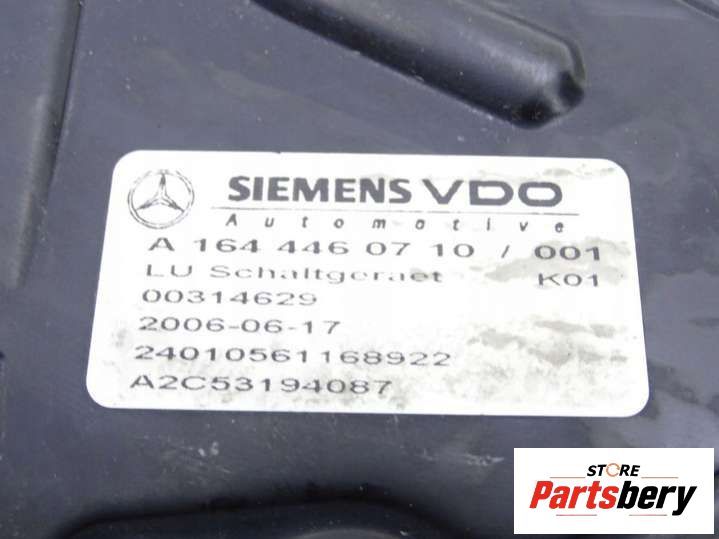 SIEMENS VDO
Automotive
A 164 446 07 10 / 001
LU Schaltgeraet K01
00314629
2006-06-17
24010561168922
A2C53194087
STORE
Partsbery